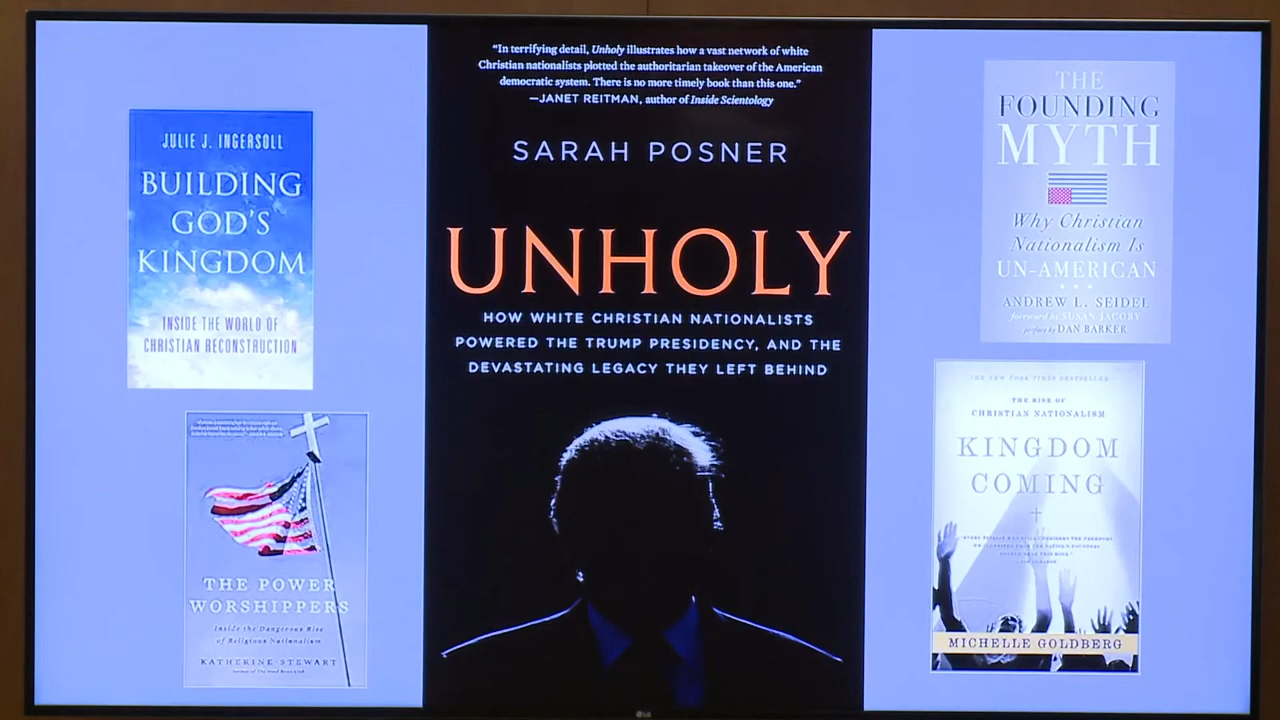 JULIE J. INGERSOLL
BUILDING
GOD'S
KINGDOM
INSIDE THE WORLD OF
CHRISTIAN RECONSTRUCTION
THE POWER
WORSHIPPERS
Inside the Dangerous Rise
of Religious Nationalism
KATHERINE STEWART
"In terrifying detail, Unholy illustrates how a vast network of white
Christian nationalists plotted the authoritarian takeover of the American
democratic system. There is no more timely book than this one."
—JANET REITMAN, author of Inside Scientology
SARAH POSNER
UNHOLY
HOW WHITE CHRISTIAN NATIONALISTS
POWERED THE TRUMP PRESIDENCY, AND THE
DEVASTATING LEGACY THEY LEFT BEHIND
THE
FOUNDING
MYTH
Why Christian
Nationalism Is
UN-AMERICAN
ANDREW L. SEIDEL
foreword by SUSAN JACOBY
preface by DAN BARKER
THE NEW YORK TIMES BESTSELLER
THE RISE OF
CHRISTIAN NATIONALISM
KINGDOM
COMING
MICHELLE GOLDBERG
LG